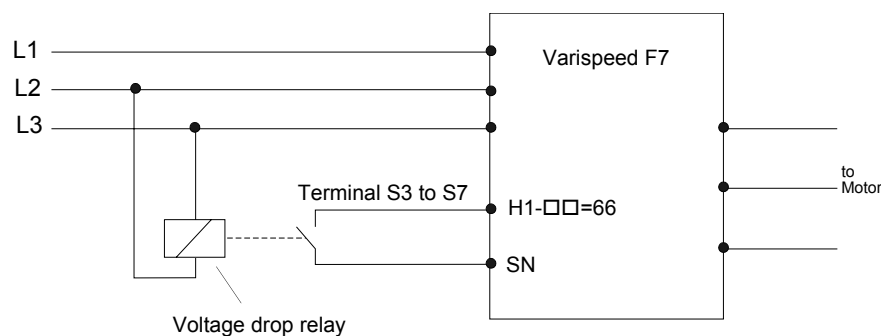 L1
Varispeed F7
L2
L3
to
Motor
Terminal S3 to S7
H1-□□=66
SN
Voltage drop relay